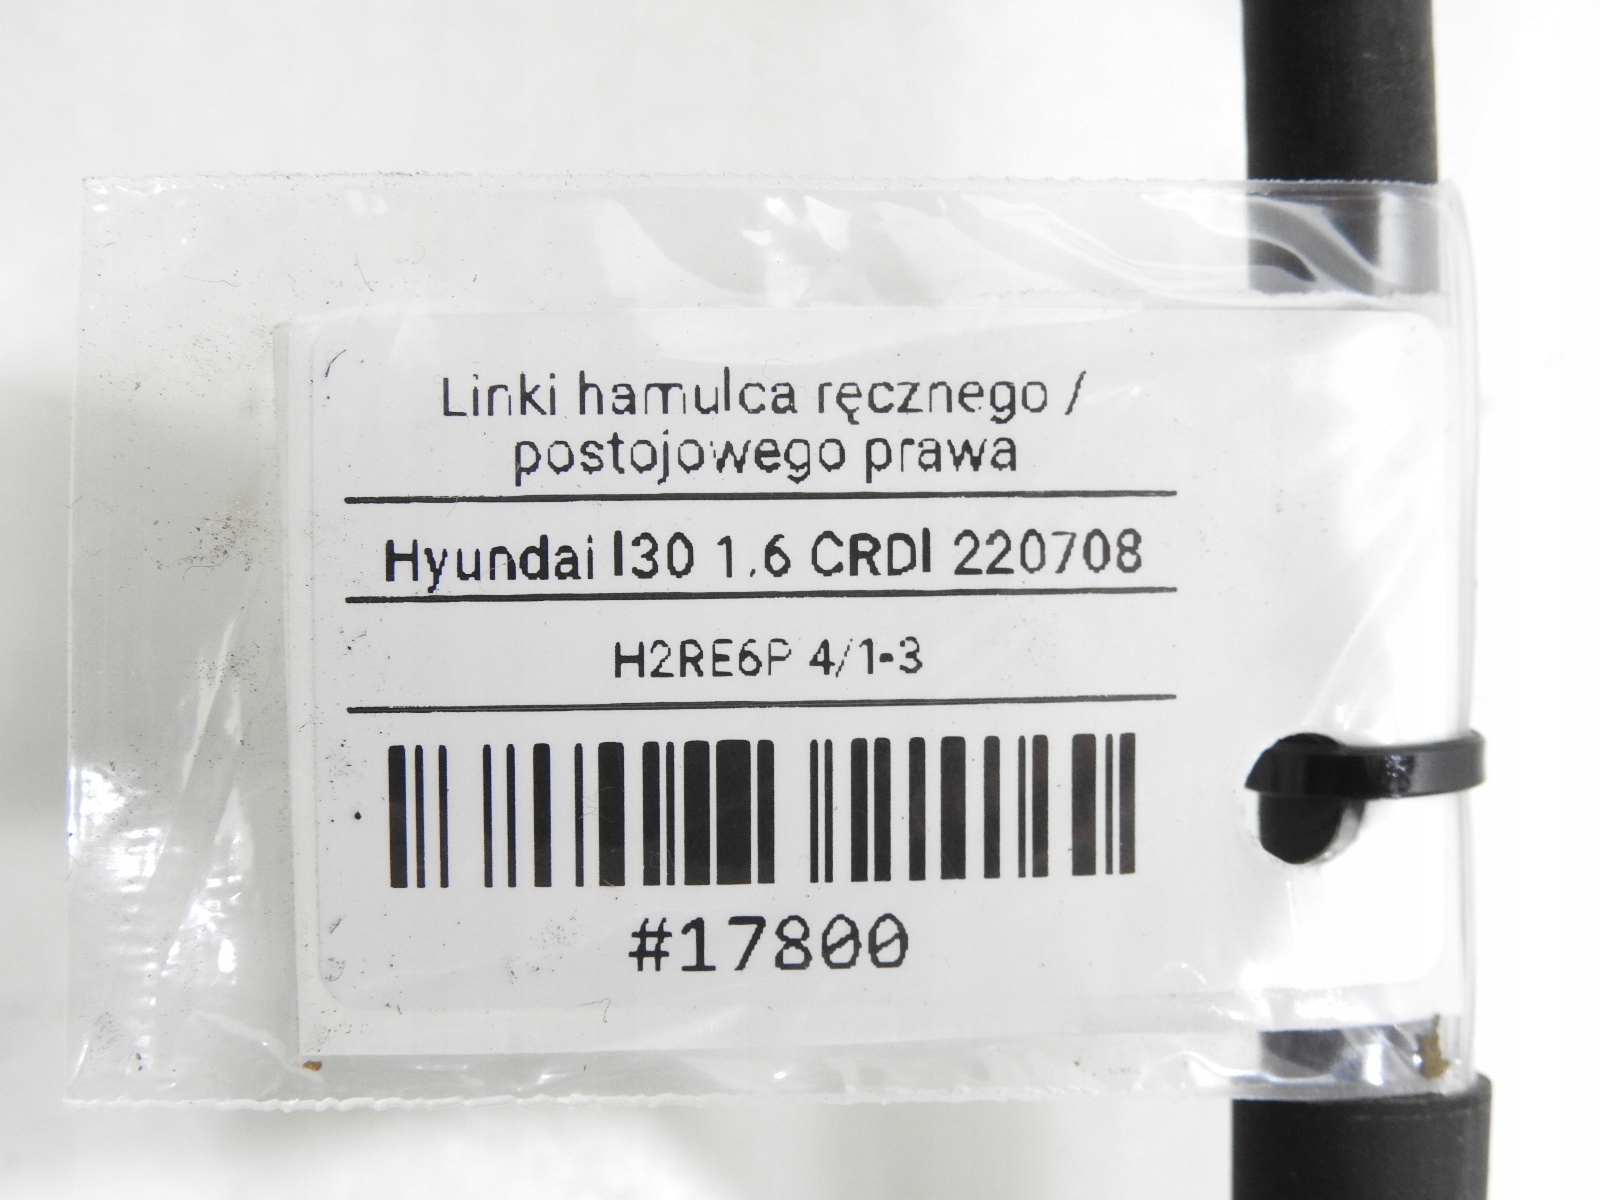 Linki hamulca ręcznego /
postojowego prawa
Hyundai I30 1.6 CRDI 220708
H2RE6P 4/1-3
#17800